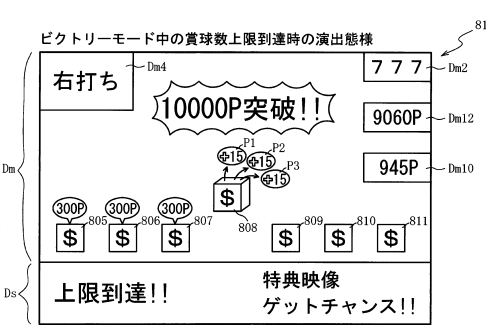 ビクトリーモード中の賞球数上限到達時の演出態様
81
右打ち
Dm4
777
Dm2
10000P突破!!
9060P
Dm12
P1
+15
P2
+15
P3
+15
945P
Dm10
Dm
$
808
300P
300P
300P
$
805
$
806
$
807
$
809
$
810
$
811
Ds
上限到達!!
特典映像
ゲットチャンス!!